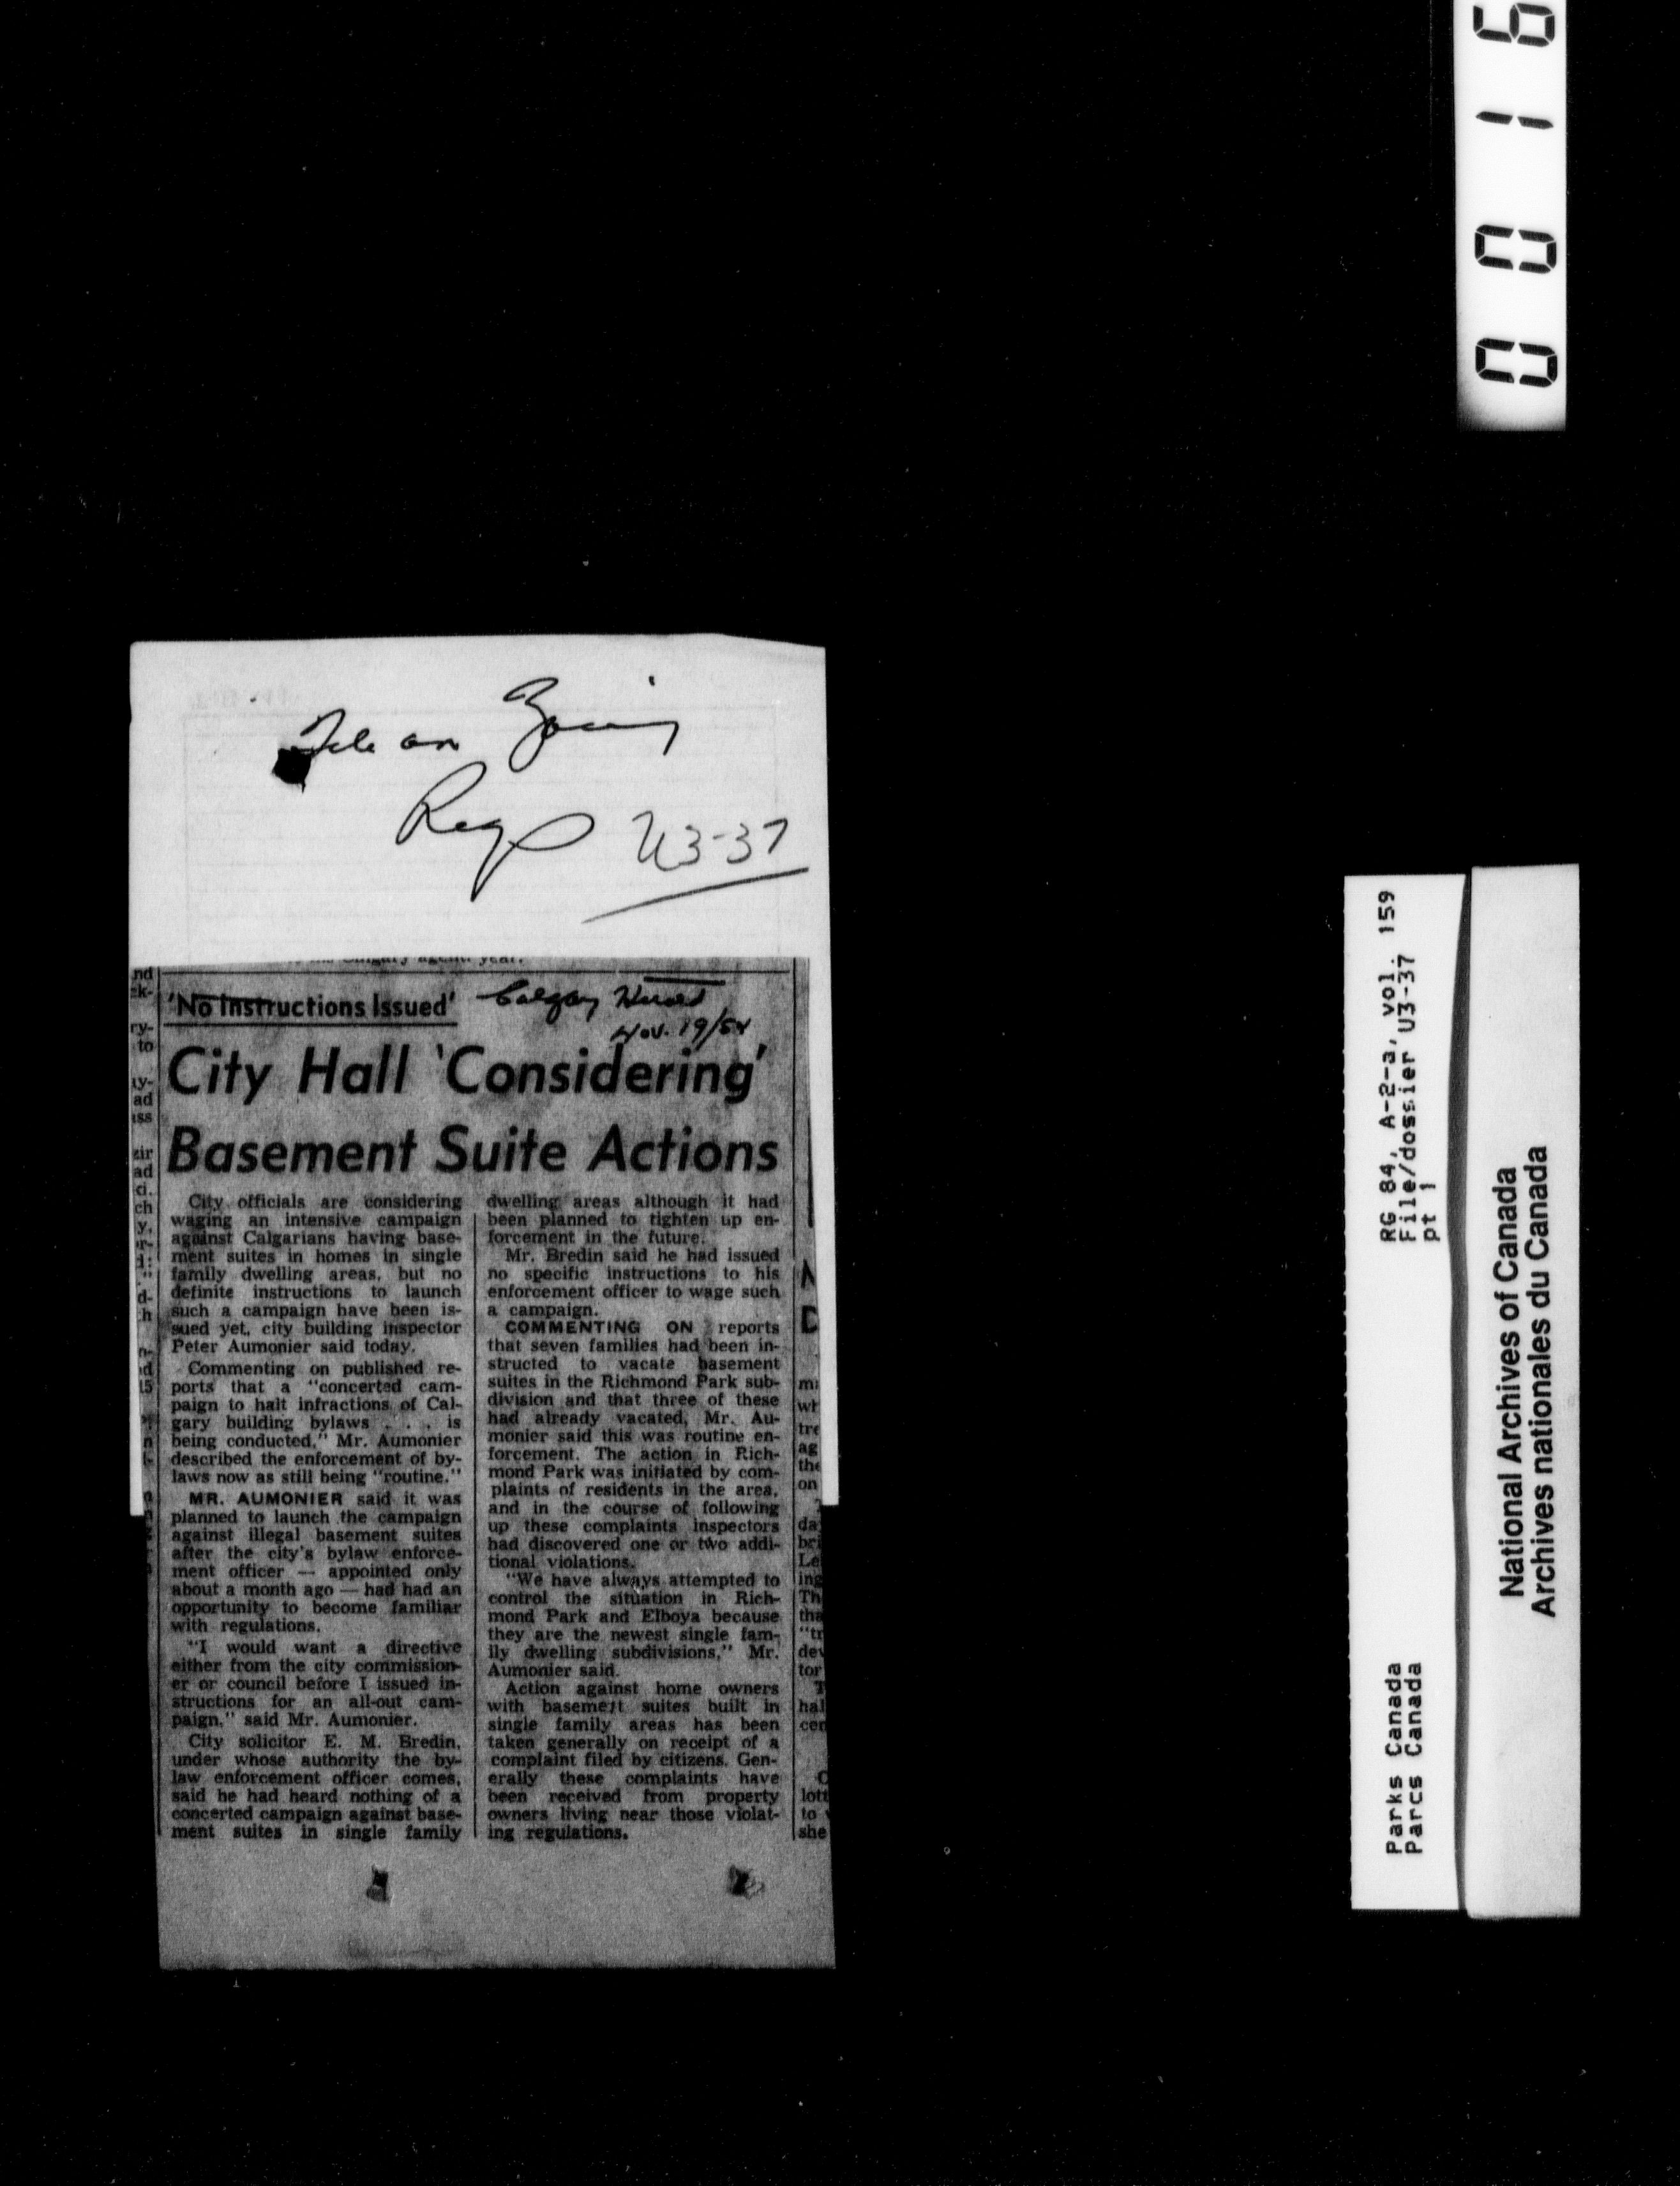 File on Zoning
Regs U3-37
'No Instructions Issued'
Calgary Herald
Nov. 19/54
City Hall 'Considering'
Basement Suite Actions
City officials are considering
waging an intensive campaign
against Calgarians having base-
ment suites in homes in single
family dwelling areas, but no
definite instructions to launch
such a campaign have been is-
sued yet, city building inspector
Peter Aumonier said today.
Commenting on published re-
ports that a "concerted cam-
paign to halt infractions of Cal-
gary building bylaws . . . is
being conducted," Mr. Aumonier
described the enforcement of by-
laws now as still being "routine."
MR. AUMONIER said it was
planned to launch the campaign
against illegal basement suites
after the city's bylaw enforce-
ment officer — appointed only
about a month ago — had had an
opportunity to become familiar
with regulations.
"I would want a directive
either from the city commission-
er or council before I issued in-
structions for an all-out cam-
paign," said Mr. Aumonier.
City solicitor E. M. Bredin,
under whose authority the by-
law enforcement officer comes,
said he had heard nothing of a
concerted campaign against base-
ment suites in single family
dwelling areas although it had
been planned to tighten up en-
forcement in the future.
Mr. Bredin said he had issued
no specific instructions to his
enforcement officer to wage such
a campaign.
COMMENTING ON reports
that seven families had been in-
structed to vacate basement
suites in the Richmond Park sub-
division and that three of these
had already vacated, Mr. Au-
monier said this was routine en-
forcement. The action in Rich-
mond Park was initiated by com-
plaints of residents in the area,
and in the course of following
up these complaints inspectors
had discovered one or two addi-
tional violations.
"We have always attempted to
control the situation in Rich-
mond Park and Elboya because
they are the newest single fam-
ily dwelling subdivisions," Mr.
Aumonier said.
Action against home owners
with basement suites built in
single family areas has been
taken generally on receipt of a
complaint filed by citizens. Gen-
erally these complaints have
been received from property
owners living near those violat-
ing regulations.
0016
RG 84, A-2-a, vol. 159
File/dossier U3-37
pt 1
Parks Canada
Parcs Canada
National Archives of Canada
Archives nationales du Canada